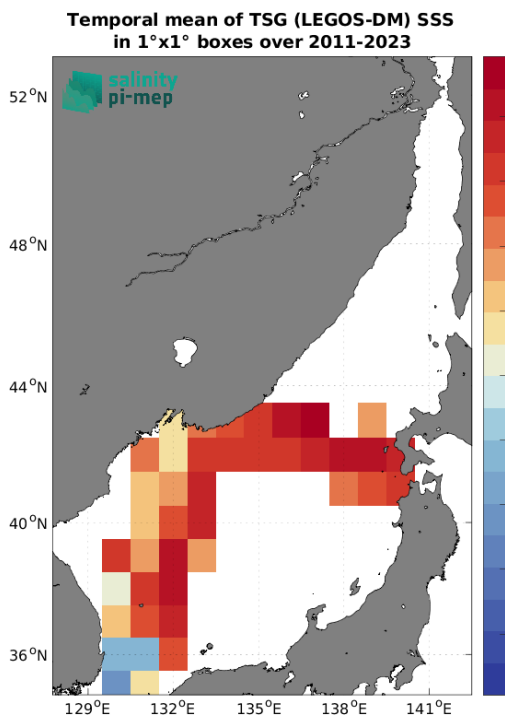 Temporal mean of TSG (LEGOS-DM) SSS
in 1°x1° boxes over 2011-2023
salinity
pi-mep
52°N
48°N
44°N
40°N
36°N
129°E 132°E 135°E 138°E 141°E